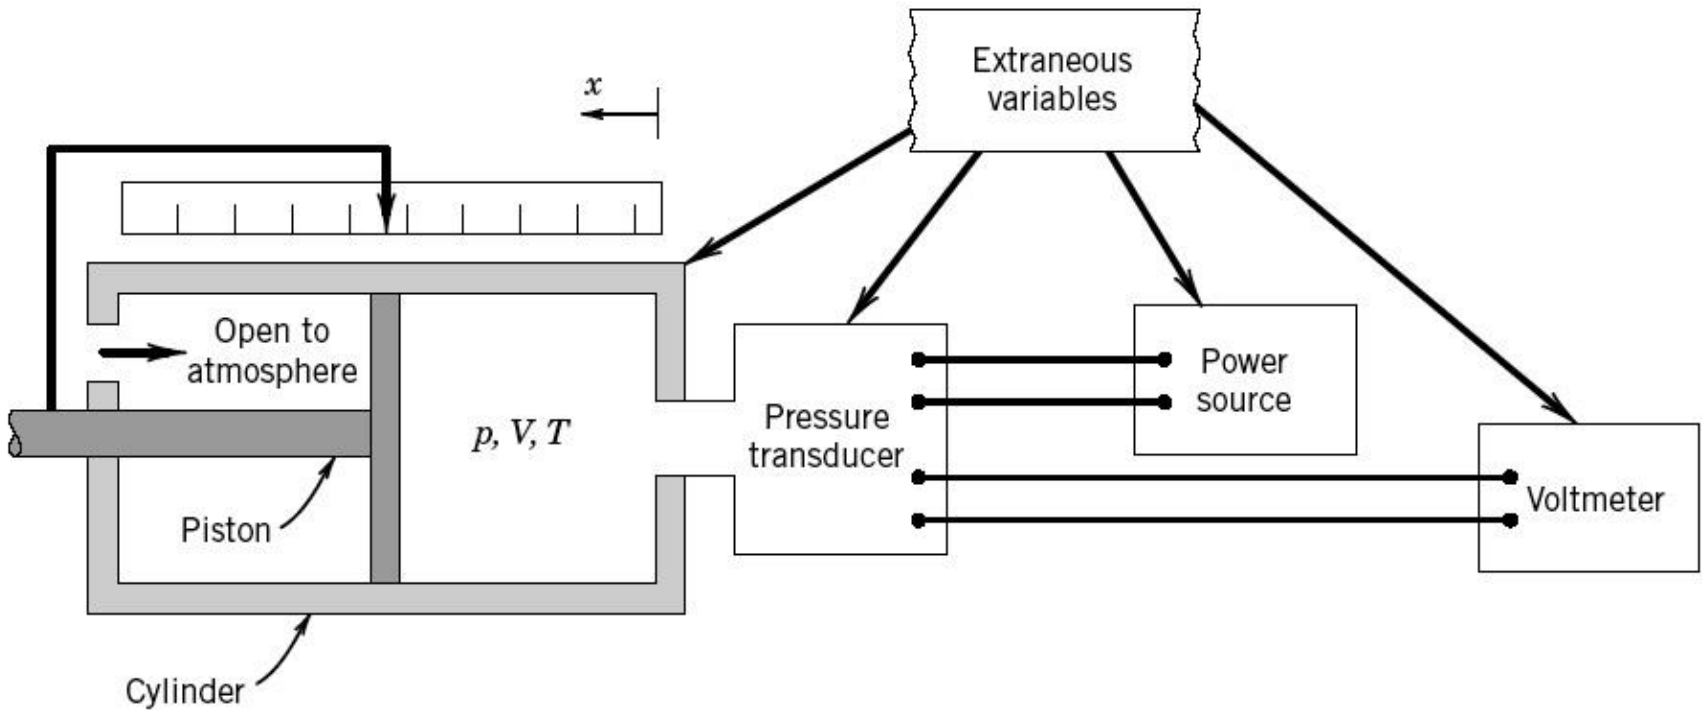 Extraneous
variables
x
Open to
atmosphere
p, V, T
Pressure
transducer
Power
source
Voltmeter
Piston
Cylinder